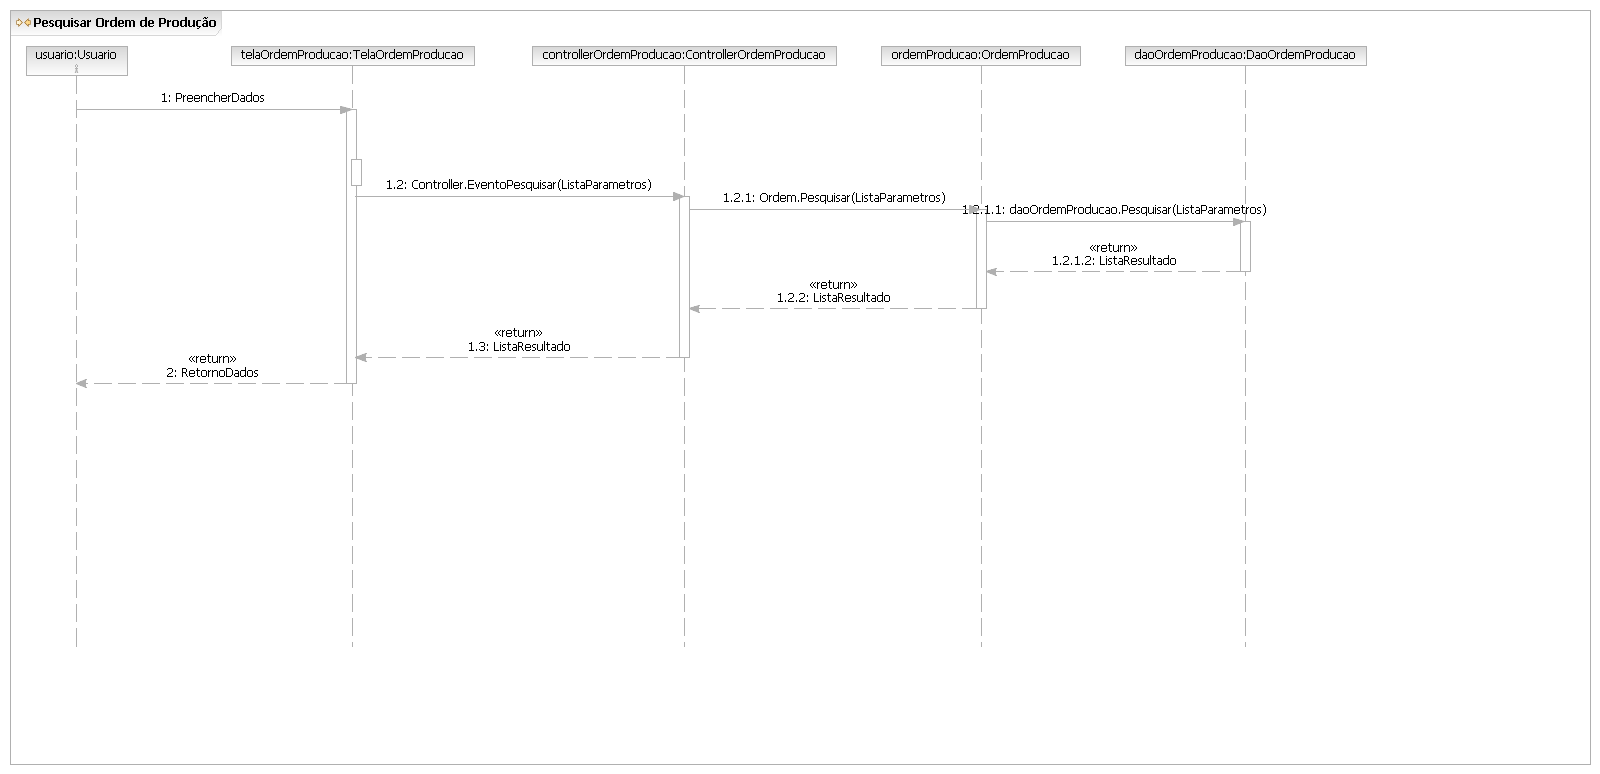 Pesquisar Ordem de Produção
usuario:Usuario
telaOrdemProducao:TelaOrdemProducao
controllerOrdemProducao:ControllerOrdemProducao
ordemProducao:OrdemProducao
daoOrdemProducao:DaoOrdemProducao
1: PreencherDados
1.2: Controller.EventoPesquisar(ListaParametros)
1.2.1: Ordem.Pesquisar(ListaParametros)
1.2.1.1: daoOrdemProducao.Pesquisar(ListaParametros)
«return»
1.2.1.2: ListaResultado
«return»
1.2.2: ListaResultado
«return»
1.3: ListaResultado
«return»
2: RetornoDados